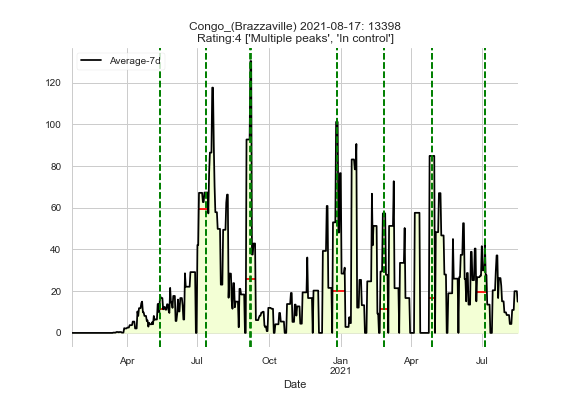 Congo_(Brazzaville) 2021-08-17: 13398
Rating:4 ['Multiple peaks', 'In control']
Average-7d
120
100
80
60
40
20
0
Apr Jul Oct Jan Apr Jul
2021
Date